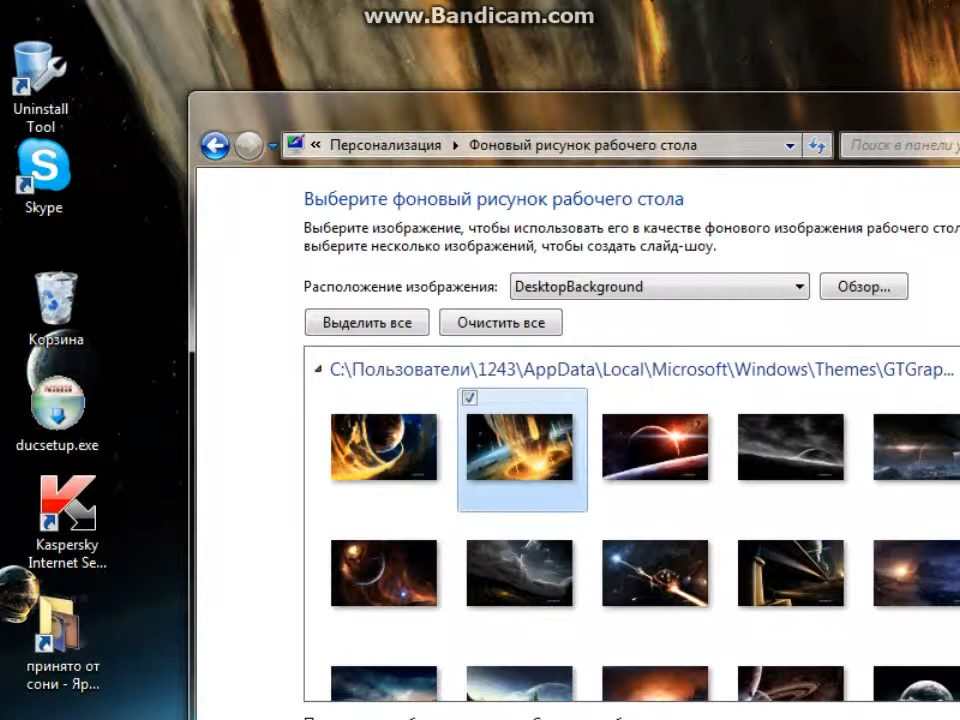 www.Bandicam.com
Uninstall
Tool
Skype
Корзина
ducsetup.exe
Kaspersky
Internet Se...
принято от
сони - Яр...
« Персонализация Фоновый рисунок рабочего стола
Поиск в панели у
Выберите фоновый рисунок рабочего стола
Выберите изображение, чтобы использовать его в качестве фонового изображения рабочего стол
выберите несколько изображений, чтобы создать слайд-шоу.
Расположение изображения: DesktopBackground Обзор...
Выделить все Очистить все
C:\Пользователи\1243\AppData\Local\Microsoft\Windows\Themes\GTGrap...